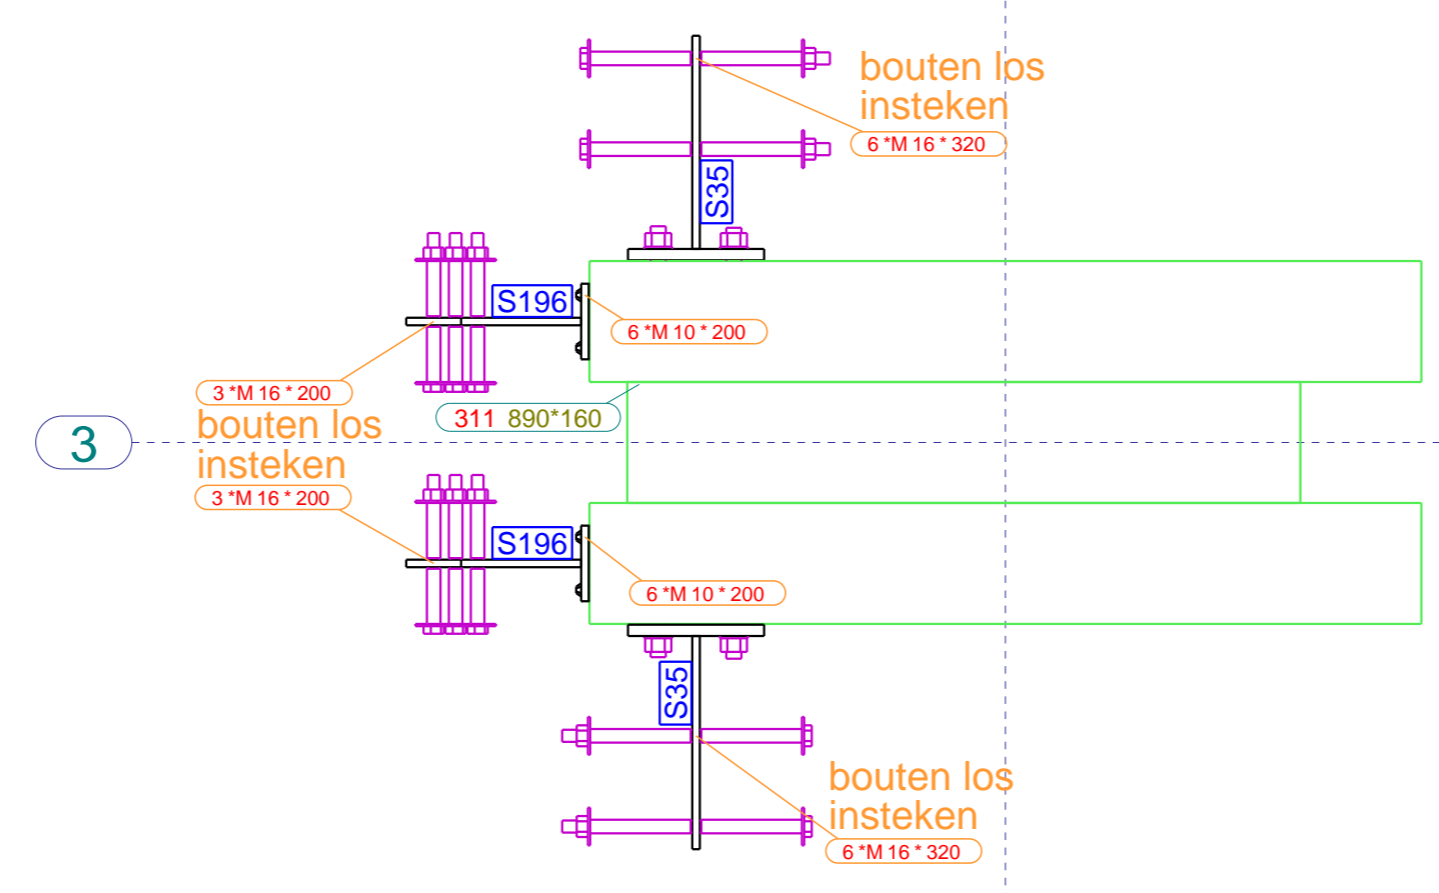 bouten los
insteken
6 *M 16 * 320
S35
S196
6 *M 10 * 200
3 *M 16 * 200
311 890*160
bouten los
insteken
3
3 *M 16 * 200
S196
6 *M 10 * 200
S35
bouten los
insteken
6 *M 16 * 320